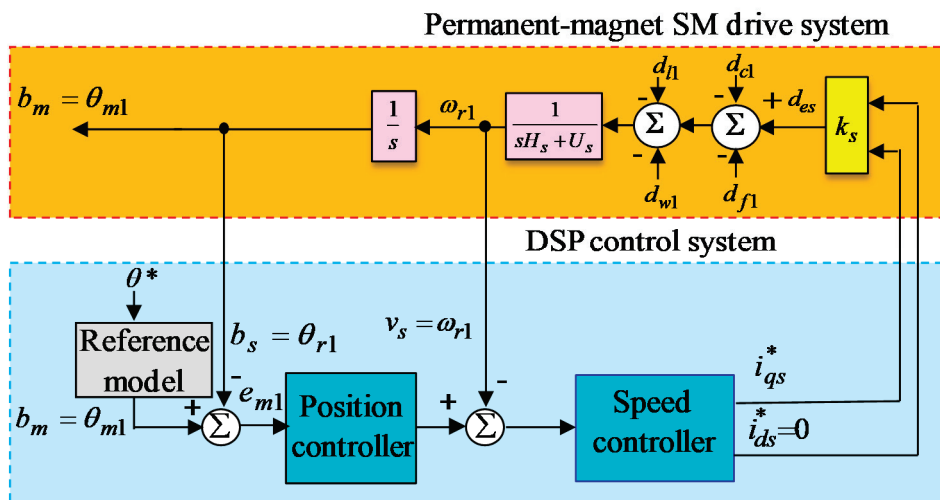 Permanent-magnet SM drive system
b_m = θ_m1
1/s
ω_r1
1/(sH_s+U_s)
d_l1
-
Σ
-
d_w1
d_c1
-
Σ
-
d_f1
+ d_es
k_s
DSP control system
θ*
Reference
model
b_m = θ_m1
b_s = θ_r1
-
+
Σ
e_m1
Position
controller
v_s = ω_r1
-
+
Σ
Speed
controller
i*_qs
i*_ds=0